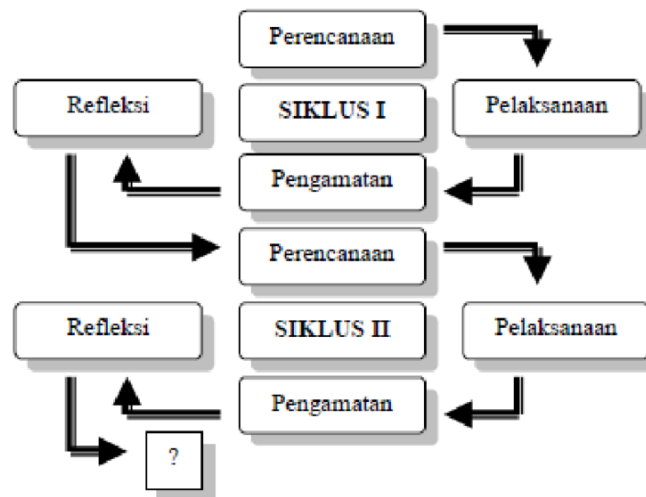 Perencanaan
Refleksi
SIKLUS I
Pelaksanaan
Pengamatan
Perencanaan
Refleksi
SIKLUS II
Pelaksanaan
Pengamatan
?